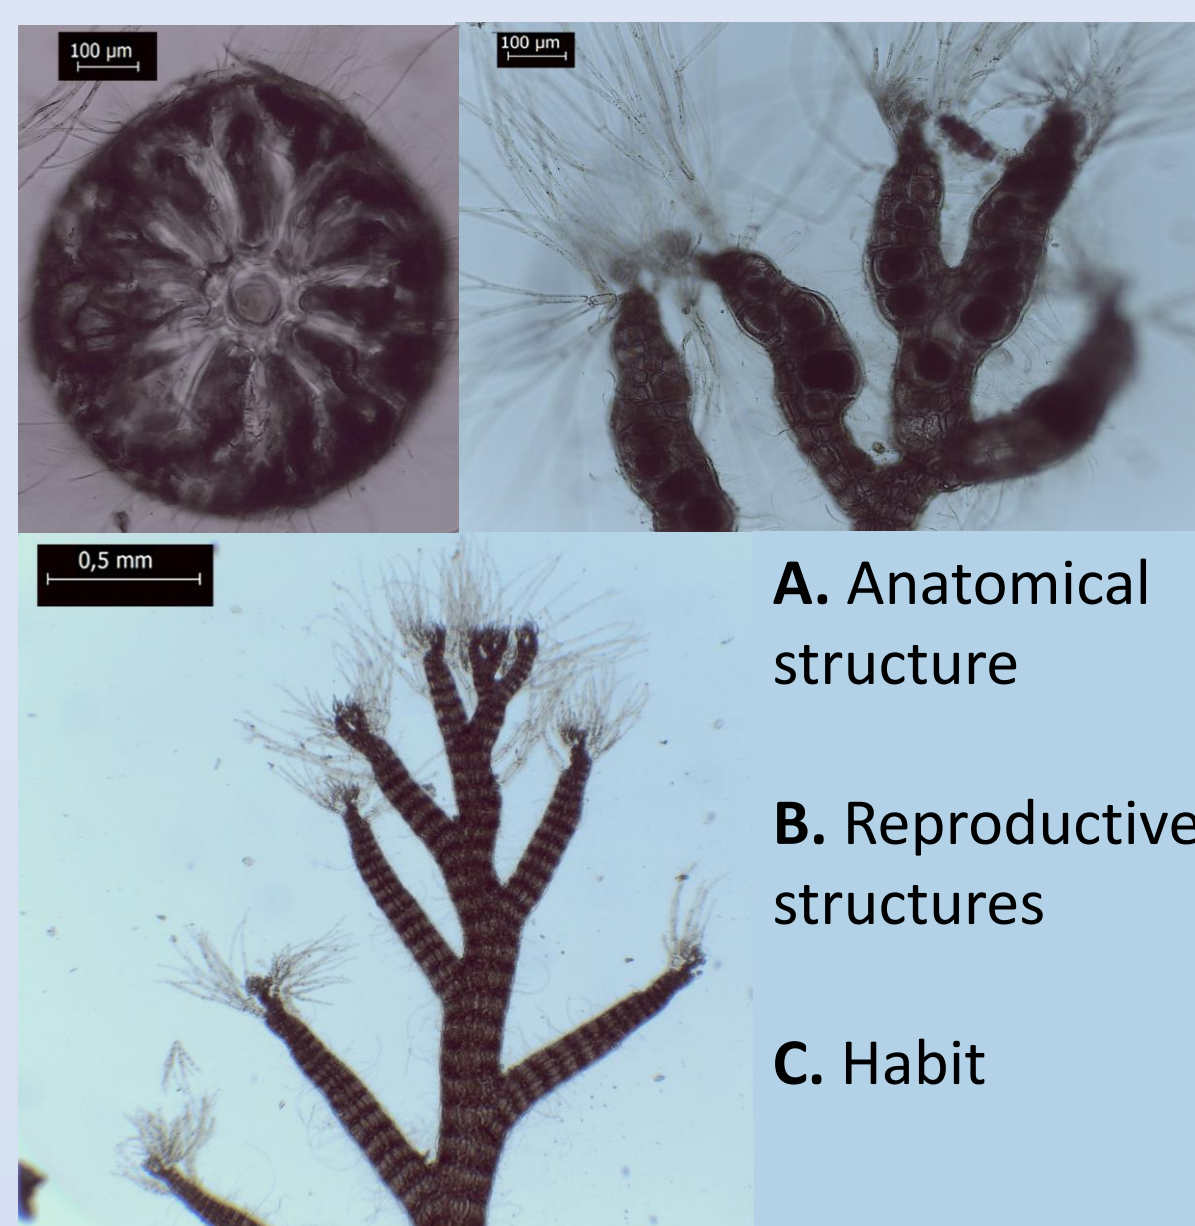 100 µm
100 µm
0,5 mm
A. Anatomical
structure
B. Reproductive
structures
C. Habit